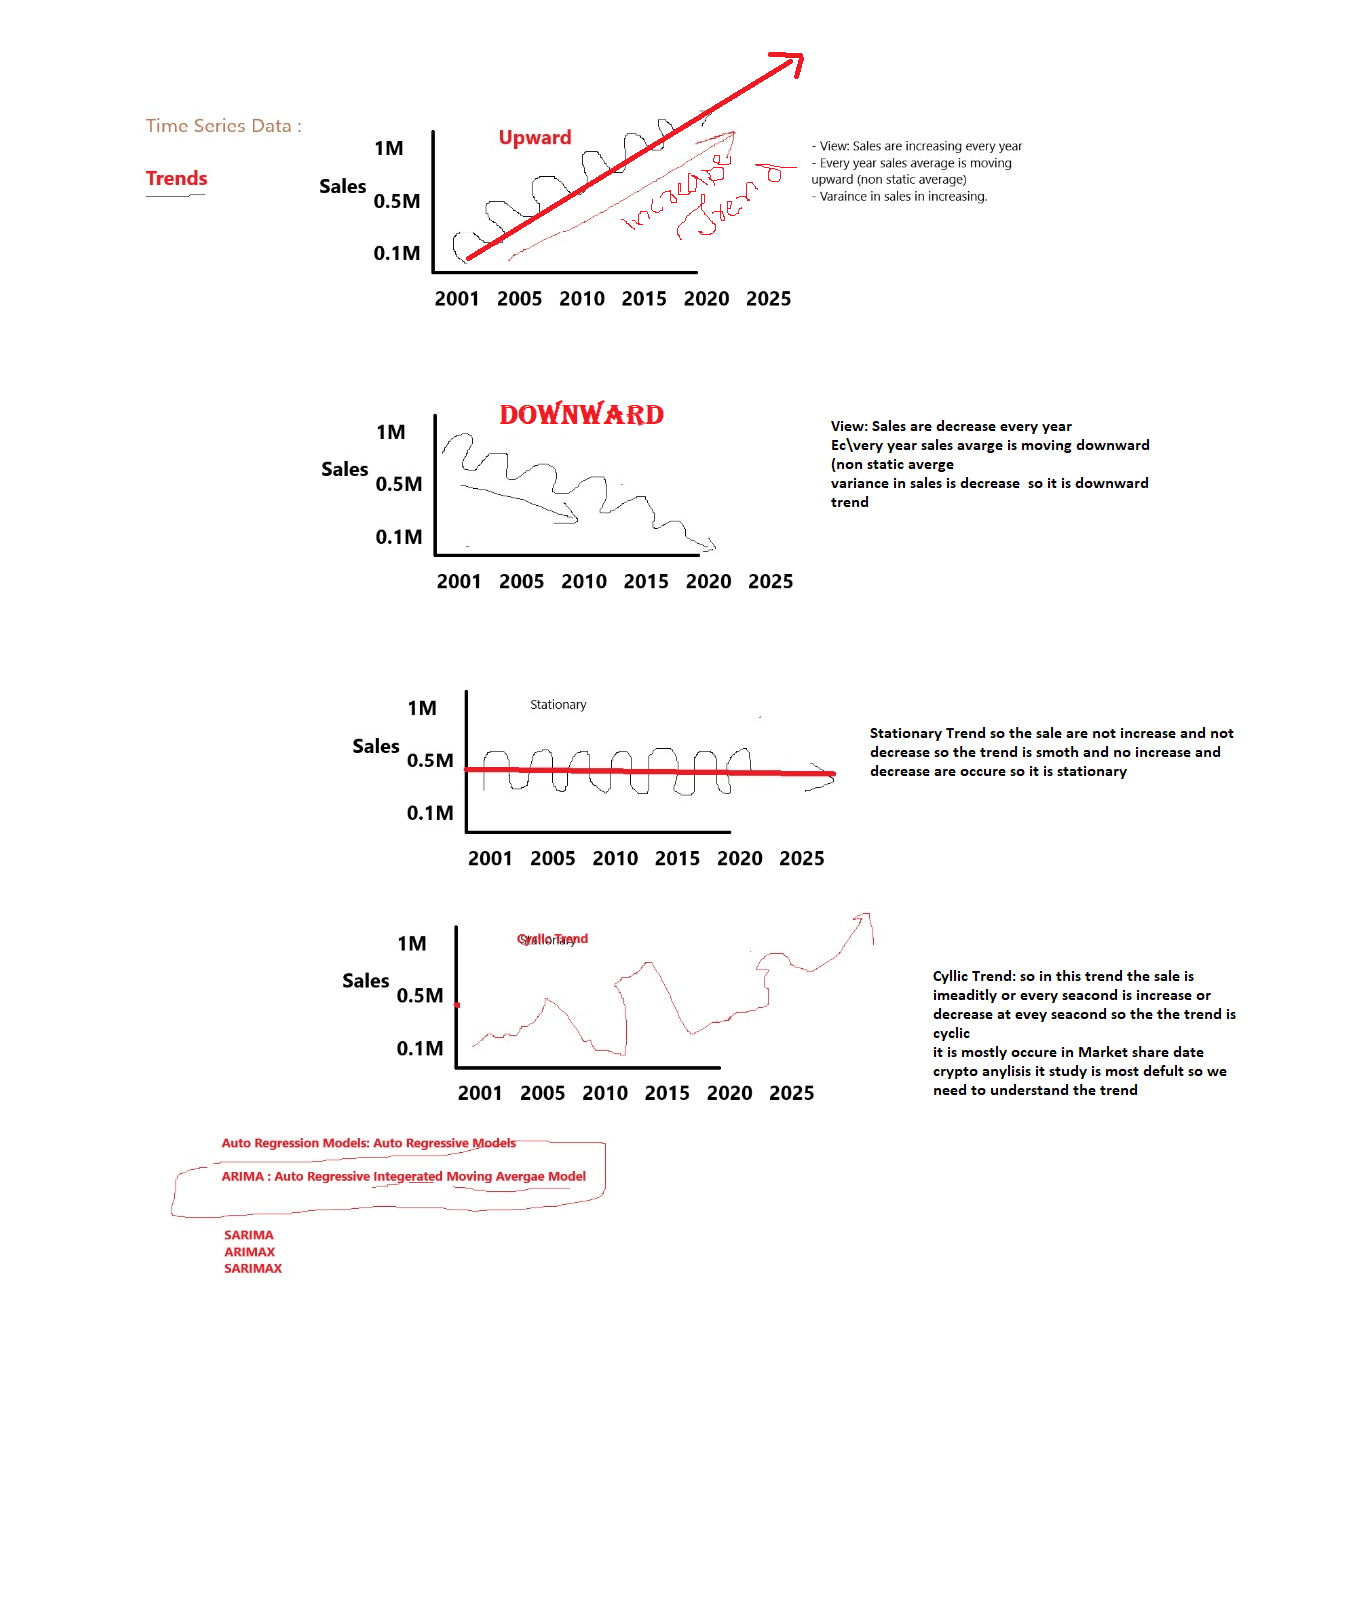 Time Series Data :
Trends
Upward
1M
Sales
0.5M
0.1M
2001 2005 2010 2015 2020 2025
Increase
Trend
- View: Sales are increasing every year
- Every year sales average is moving
upward (non static average)
- Varaince in sales in increasing.
DOWNWARD
1M
Sales
0.5M
0.1M
2001 2005 2010 2015 2020 2025
View: Sales are decrease every year
Ec\very year sales avarge is moving downward
(non static averge
variance in sales is decrease so it is downward
trend
Stationary
1M
Sales
0.5M
0.1M
2001 2005 2010 2015 2020 2025
Stationary Trend so the sale are not increase and not
decrease so the trend is smoth and no increase and
decrease are occure so it is stationary
Stationary
Cyllic Trend
1M
Sales
0.5M
0.1M
2001 2005 2010 2015 2020 2025
Cyllic Trend: so in this trend the sale is
imeaditly or every seacond is increase or
decrease at evey seacond so the the trend is
cyclic
it is mostly occure in Market share date
crypto anylisis it study is most defult so we
need to understand the trend
Auto Regression Models: Auto Regressive Models
ARIMA : Auto Regressive Integerated Moving Avergae Model
SARIMA
ARIMAX
SARIMAX